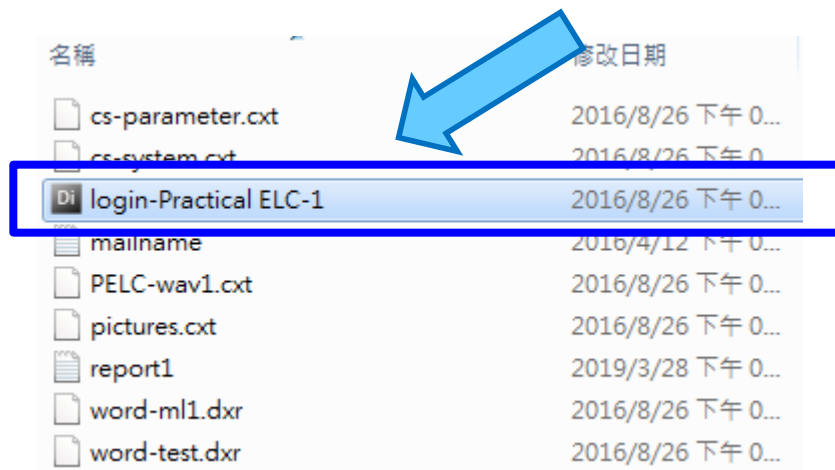 名稱 修改日期
cs-parameter.cxt 2016/8/26 下午 0...
cs-system.cxt 2016/8/26 下午 0...
Di login-Practical ELC-1 2016/8/26 下午 0...
mailname 2016/4/12 下午 0...
PELC-wav1.cxt 2016/8/26 下午 0...
pictures.cxt 2016/8/26 下午 0...
report1 2019/3/28 下午 0...
word-ml1.dxr 2016/8/26 下午 0...
word-test.dxr 2016/8/26 下午 0...